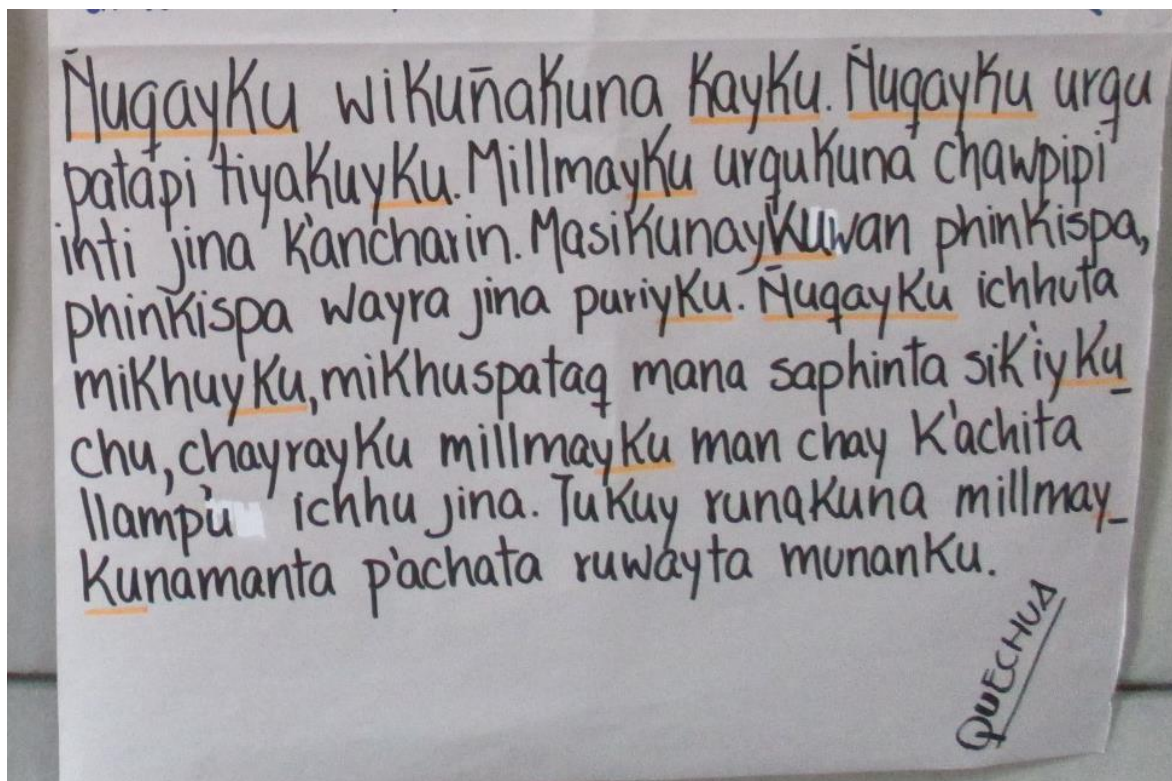 Ñuqayku wikuñakuna kayku. Ñuqayku urqu
patapi tiyakuyku. Millmayku urqukuna chawpipi
inti jina k'ancharin. Masikunaykuwan phinkispa,
phinkispa wayra jina puriyku. Ñuqayku ichhuta
mikhuyku, mikhuspataq mana saphinta sik'iyku_
chu, chayrayku millmayku man chay k'achita
llamp'u ichhu jina. Tukuy runakuna millmay_
kunamanta p'achata ruwayta munanku.
QUECHUA